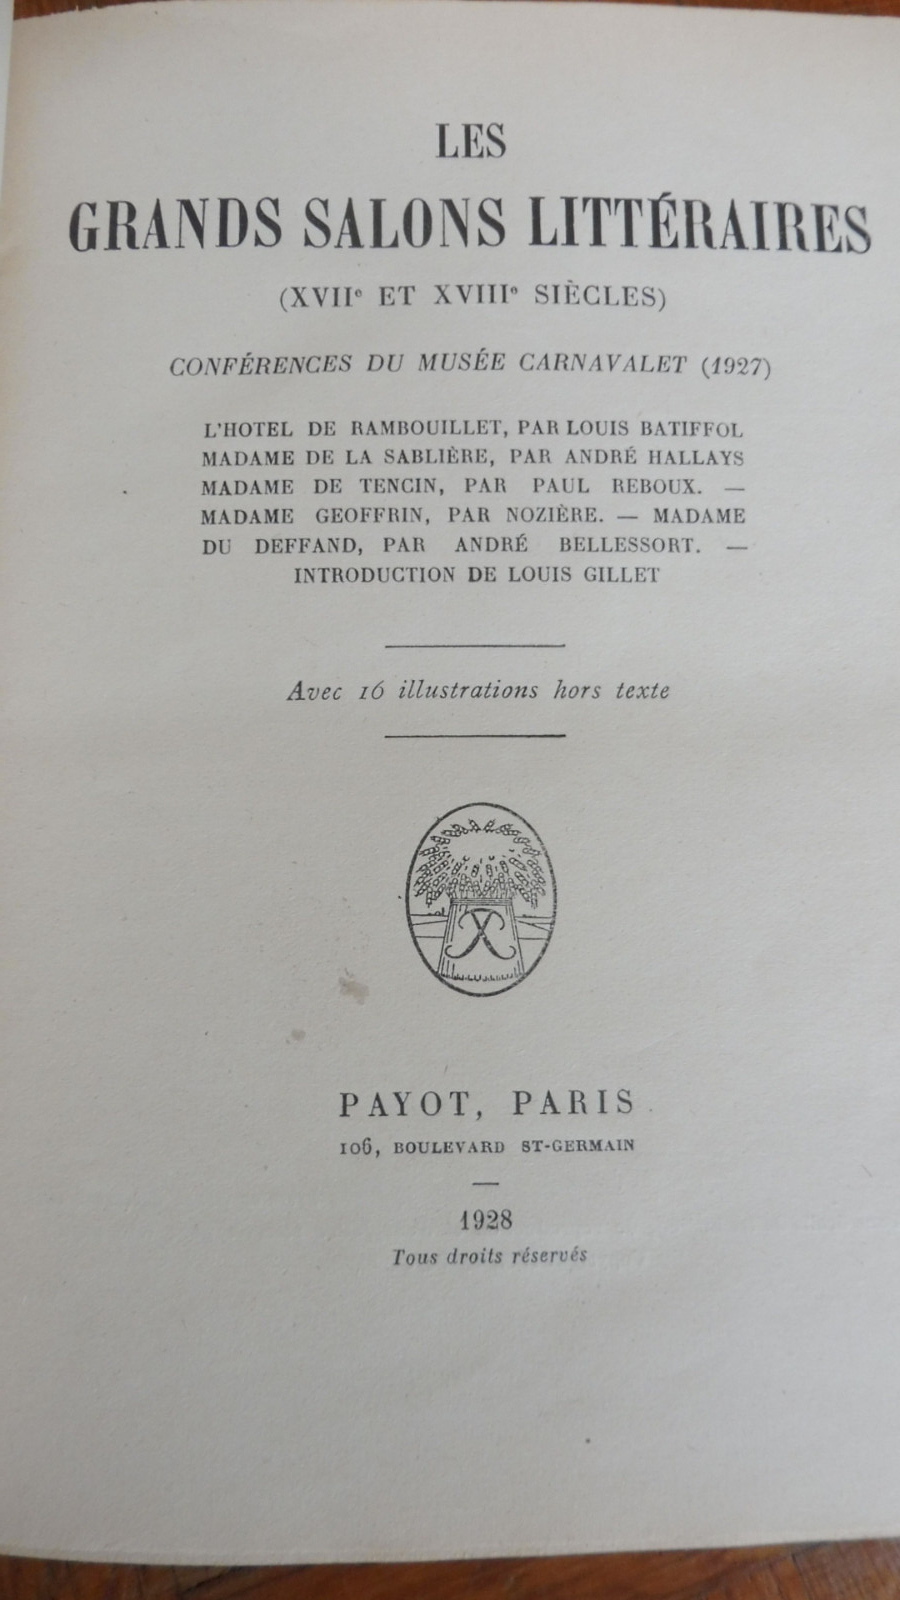 LES
GRANDS SALONS LITTÉRAIRES
(XVIIe ET XVIIIe SIÈCLES)
CONFÉRENCES DU MUSÉE CARNAVALET (1927)
L'HOTEL DE RAMBOUILLET, PAR LOUIS BATIFFOL
MADAME DE LA SABLIÈRE, PAR ANDRÉ HALLAYS
MADAME DE TENCIN, PAR PAUL REBOUX. —
MADAME GEOFFRIN, PAR NOZIÈRE. — MADAME
DU DEFFAND, PAR ANDRÉ BELLESSORT. —
INTRODUCTION DE LOUIS GILLET
Avec 16 illustrations hors texte
PAYOT, PARIS
106, BOULEVARD ST-GERMAIN
1928
Tous droits réservés